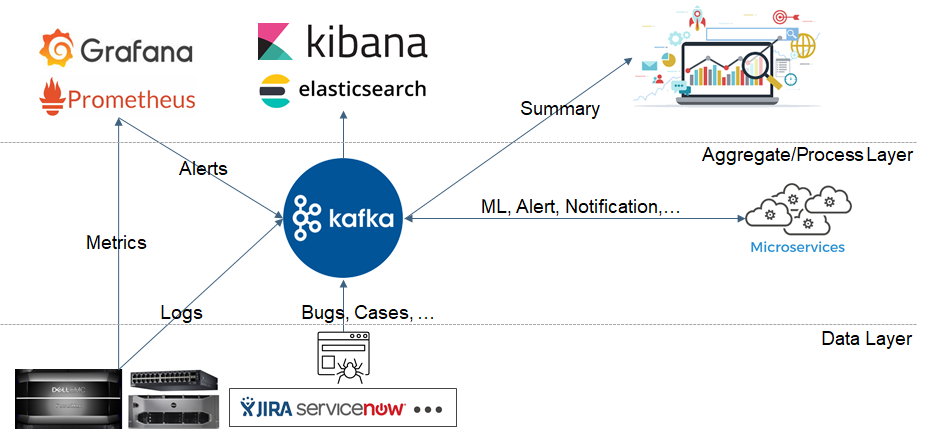 Grafana
Prometheus
kibana
elasticsearch
Summary
Aggregate/Process Layer
Alerts
kafka
ML, Alert, Notification,...
Microservices
Metrics
Logs
Bugs, Cases, ...
Data Layer
DELL EMC
JIRA servicenow